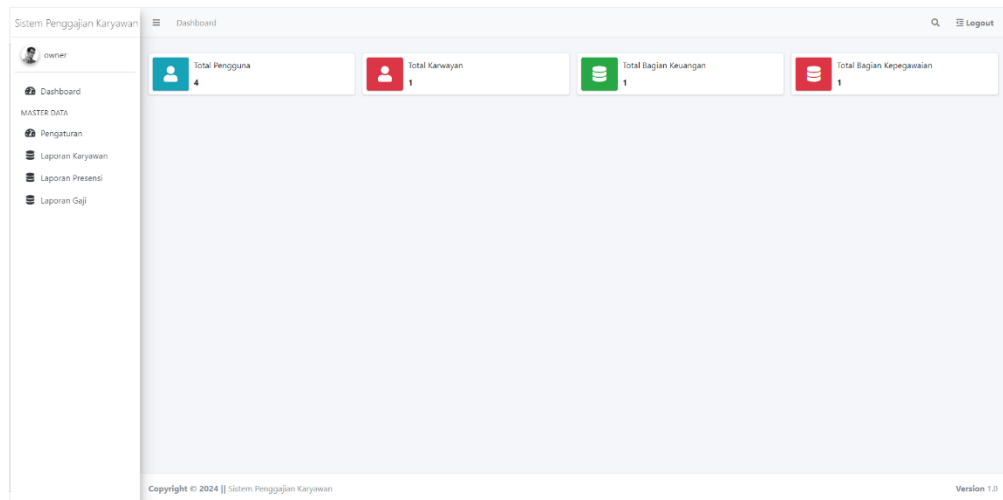 Sistem Penggajian Karyawan
Dashboard
Logout
owner
Dashboard
MASTER DATA
Pengaturan
Laporan Karyawan
Laporan Presensi
Laporan Gaji
Total Pengguna
4
Total Karwayan
1
Total Bagian Keuangan
1
Total Bagian Kepegawaian
1
Copyright © 2024 || Sistem Penggajian Karyawan
Version 1.0